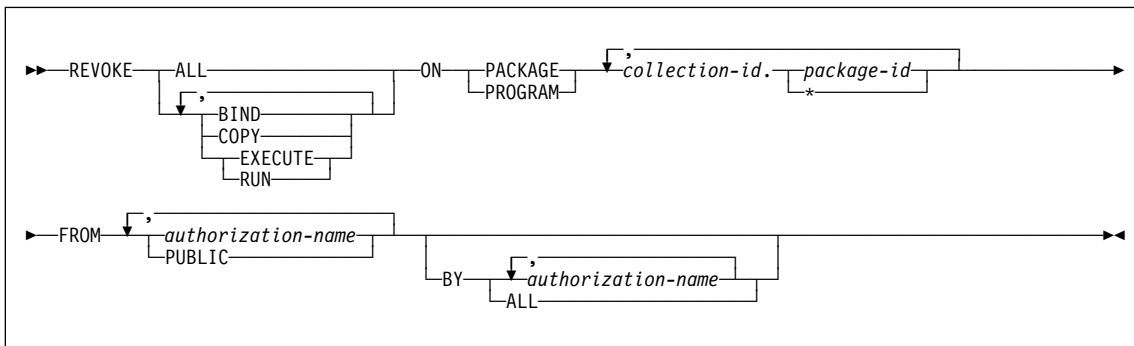 ,
REVOKE ALL ON PACKAGE collection-id. package-id
, PROGRAM *
BIND
COPY
EXECUTE
RUN
,
FROM authorization-name
PUBLIC ,
BY authorization-name
ALL